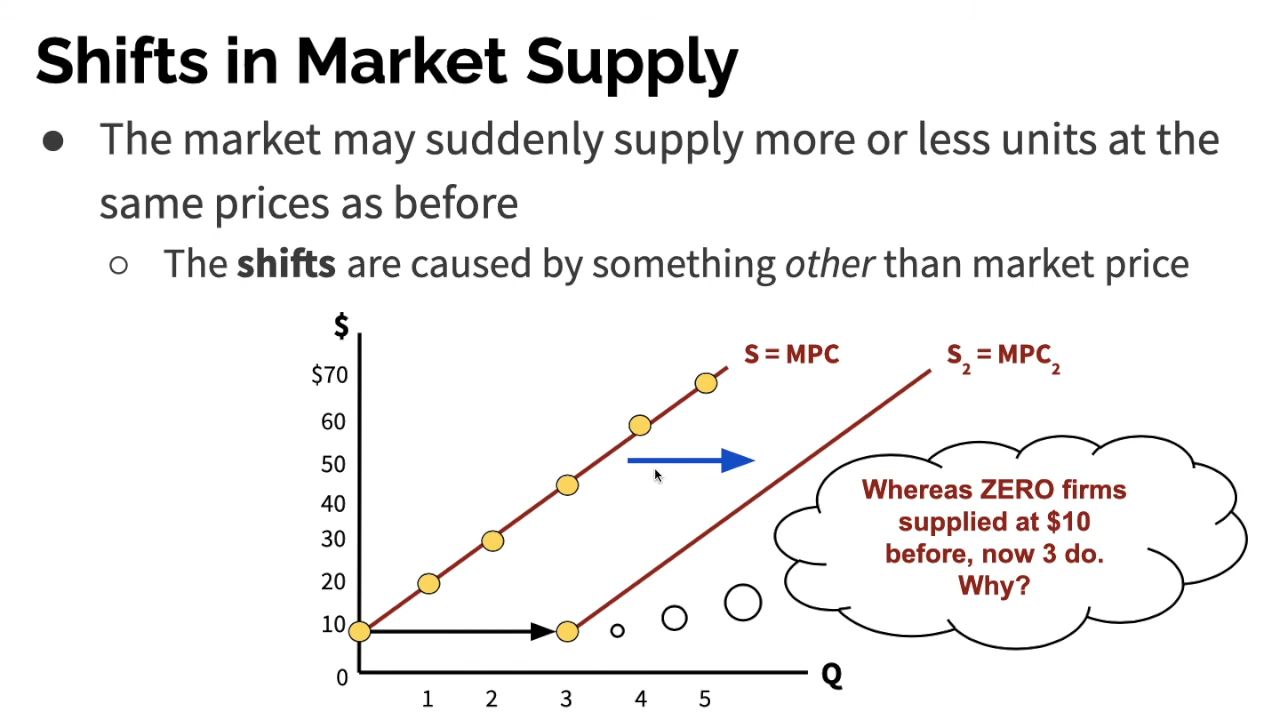 Shifts in Market Supply
● The market may suddenly supply more or less units at the
same prices as before
○ The shifts are caused by something other than market price
$
$70
60
50
40
30
20
10
0
S = MPC
S2 = MPC2
Whereas ZERO firms
supplied at $10
before, now 3 do.
Why?
1 2 3 4 5
Q